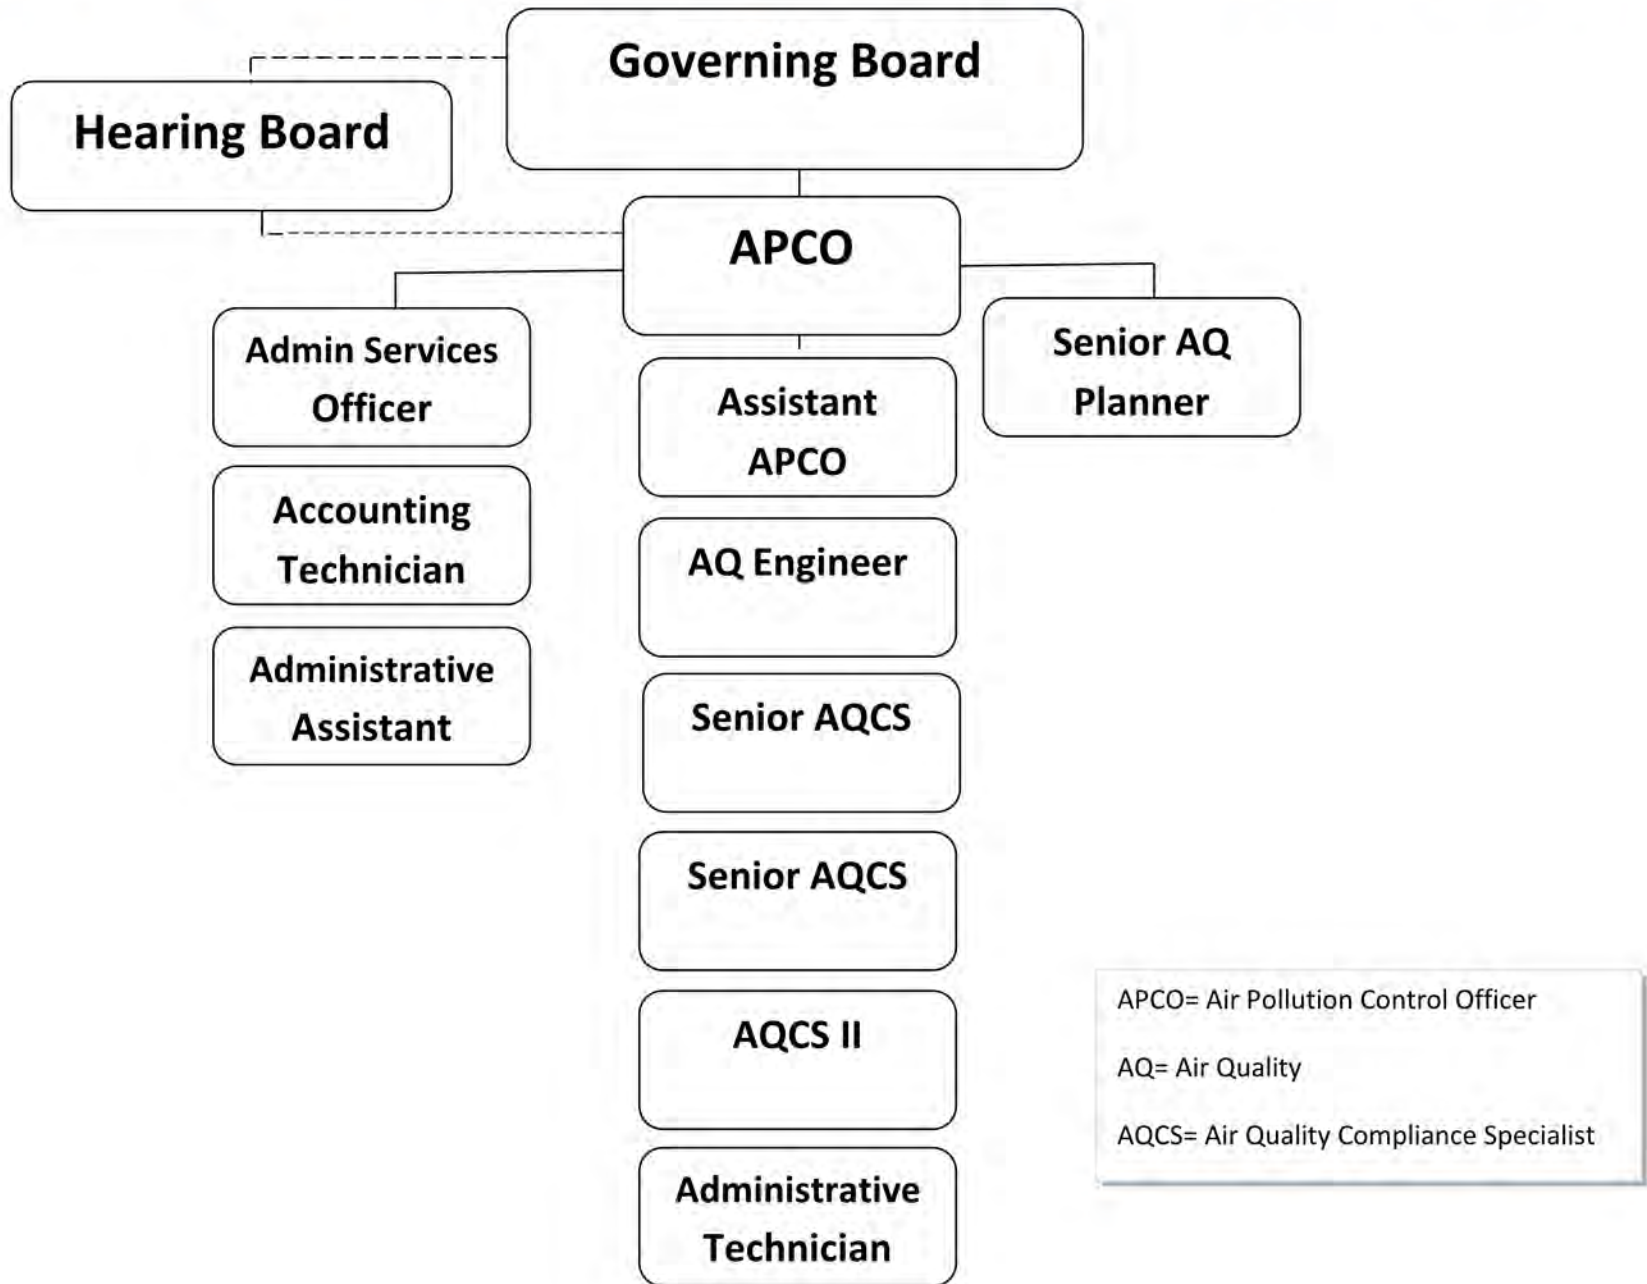 Governing Board
Hearing Board
APCO
Admin Services
Officer
Assistant
APCO
Senior AQ
Planner
Accounting
Technician
AQ Engineer
Administrative
Assistant
Senior AQCS
Senior AQCS
AQCS II
Administrative
Technician
APCO= Air Pollution Control Officer
AQ= Air Quality
AQCS= Air Quality Compliance Specialist